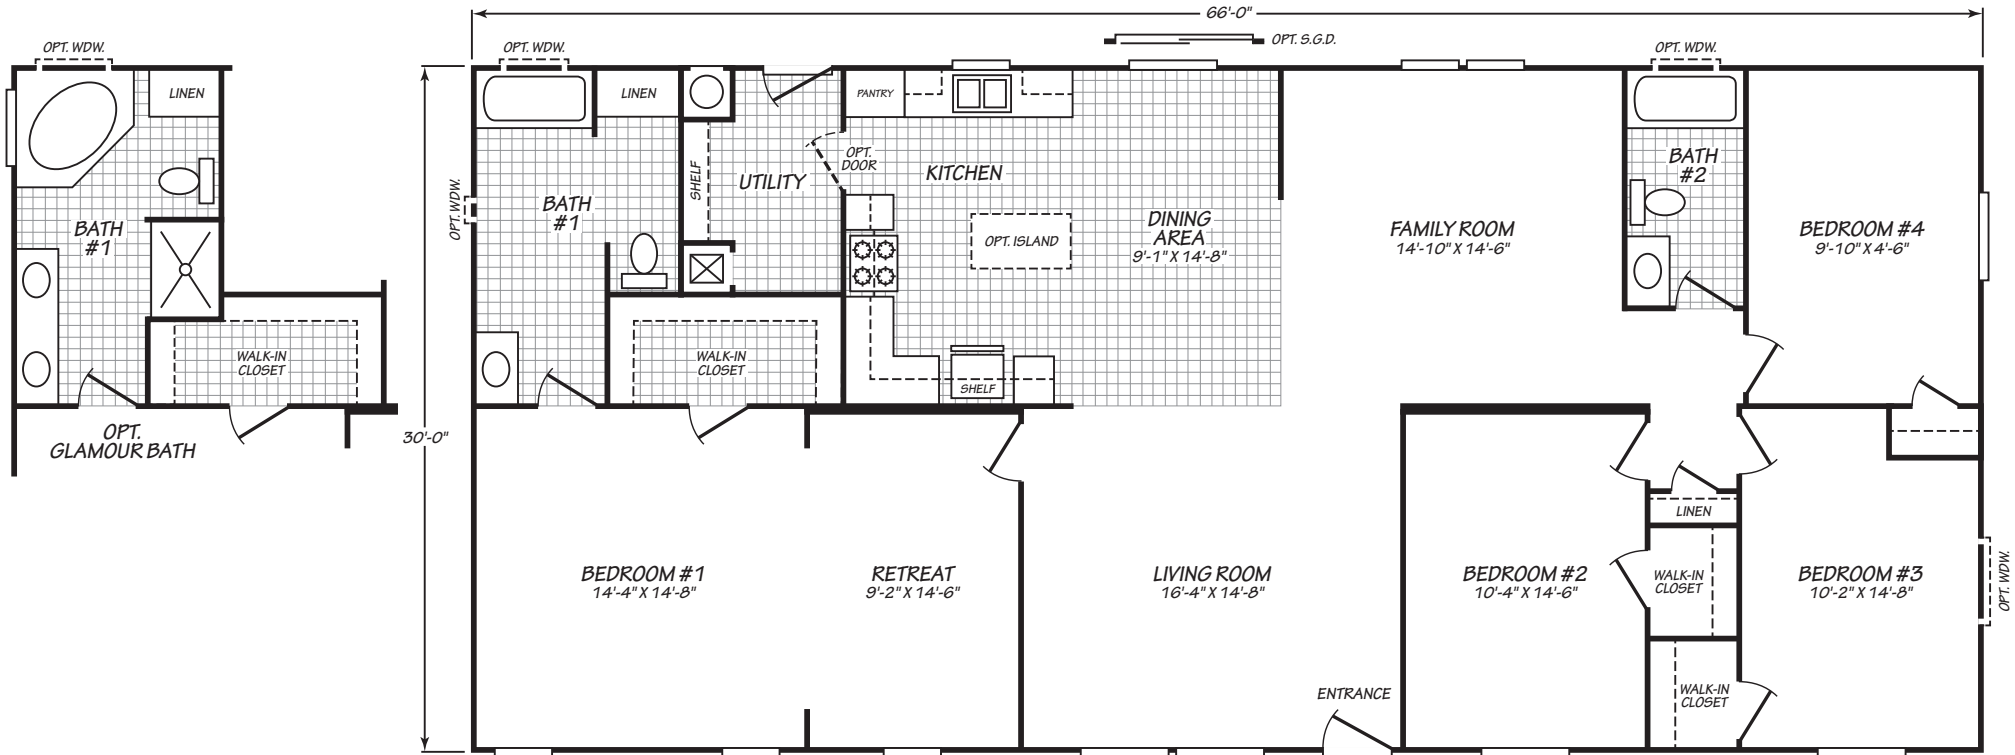 66'-0"
OPT. S.G.D.
OPT. WDW.
OPT. WDW.
OPT. WDW.
LINEN
LINEN
PANTRY
OPT.
DOOR
KITCHEN
SHELF
UTILITY
BATH
#2
OPT. WDW.
BATH
#1
BATH
#1
OPT. ISLAND
DINING
AREA
9'-1" X 14'-8"
FAMILY ROOM
14'-10" X 14'-6"
BEDROOM #4
9'-10" X 4'-6"
WALK-IN
CLOSET
WALK-IN
CLOSET
SHELF
OPT.
GLAMOUR BATH
30'-0"
LINEN
BEDROOM #1
14'-4" X 14'-8"
RETREAT
9'-2" X 14'-6"
LIVING ROOM
16'-4" X 14'-8"
BEDROOM #2
10'-4" X 14'-6"
WALK-IN
CLOSET
BEDROOM #3
10'-2" X 14'-8"
OPT. WDW.
ENTRANCE
WALK-IN
CLOSET